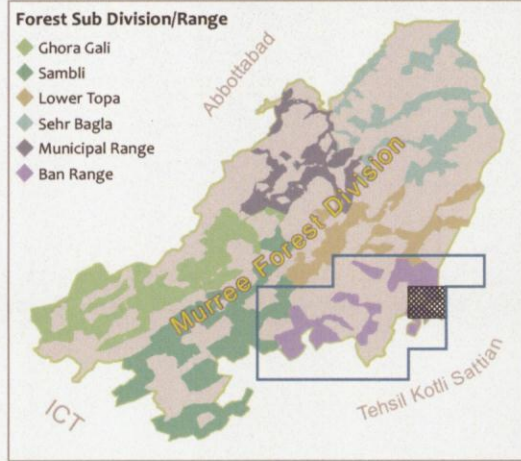 Forest Sub Division/Range
Ghora Gali
Sambli
Lower Topa
Sehr Bagla
Municipal Range
Ban Range
Abbottabad
Murree Forest Division
ICT
Tehsil Kotli Sattian